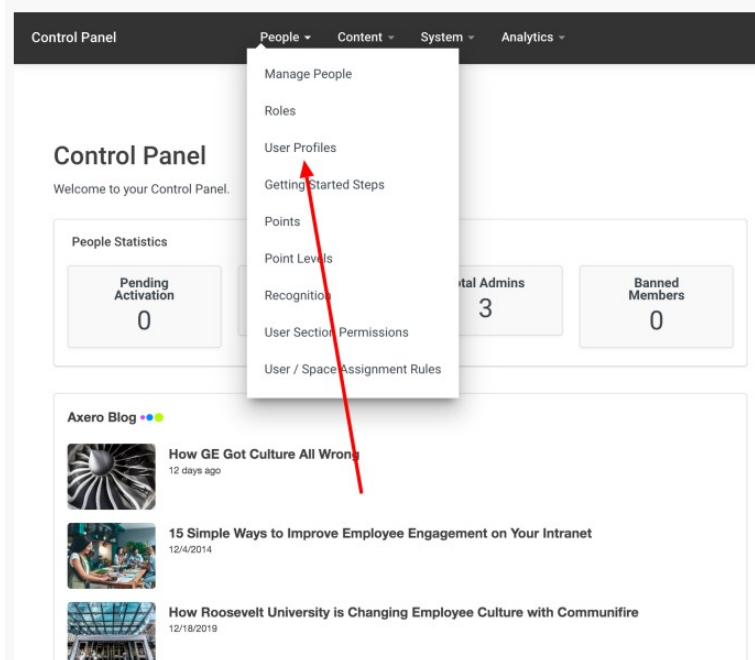 Control Panel
People
Content
System
Analytics
Manage People
Roles
User Profiles
Getting Started Steps
Points
Point Levels
Recognition
User Section Permissions
User / Space Assignment Rules
Control Panel
Welcome to your Control Panel.
People Statistics
Pending
Activation
0
Admins
3
Banned
Members
0
Axero Blog
How GE Got Culture All Wrong
12 days ago
15 Simple Ways to Improve Employee Engagement on Your Intranet
12/4/2014
How Roosevelt University is Changing Employee Culture with Communifire
12/18/2019